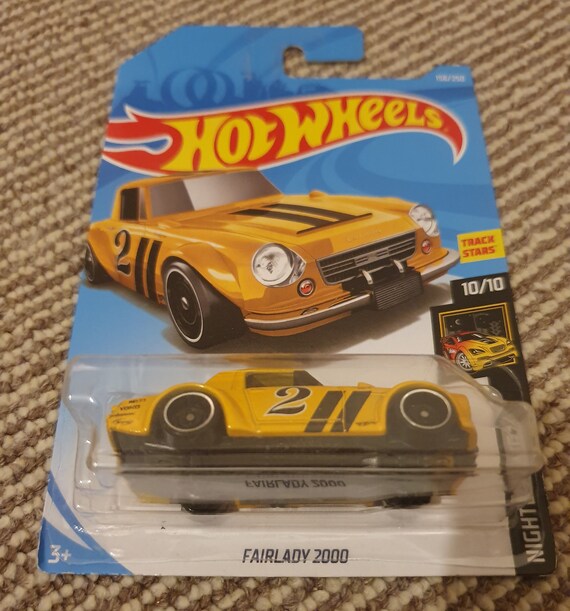 HOT WHEELS
2
TRACK
STARS
10/10
2
FAIRLADY 2000
3+
FAIRLADY 2000
NIGHT